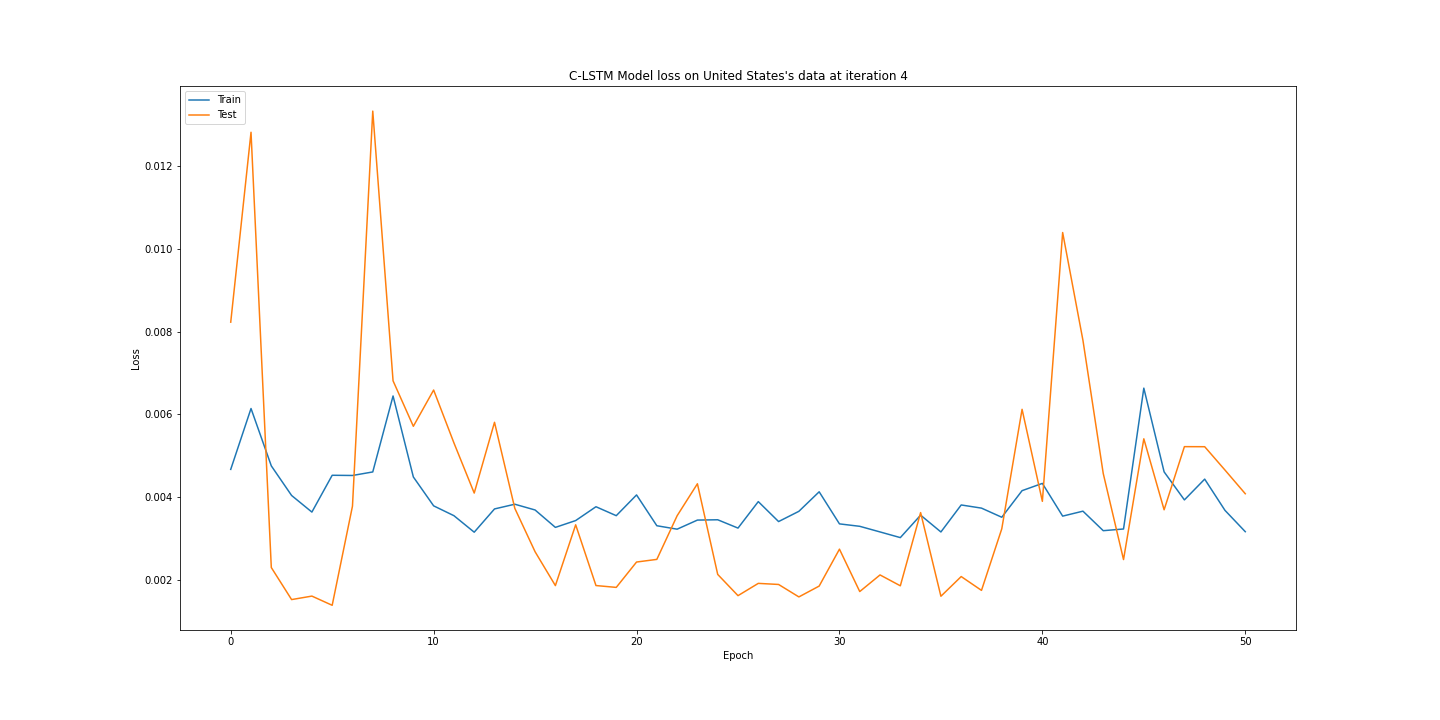 C-LSTM Model loss on United States's data at iteration 4
Train
Test
0.012
0.010
0.008
0.006
0.004
0.002
Loss
0 10 20 30 40 50
Epoch